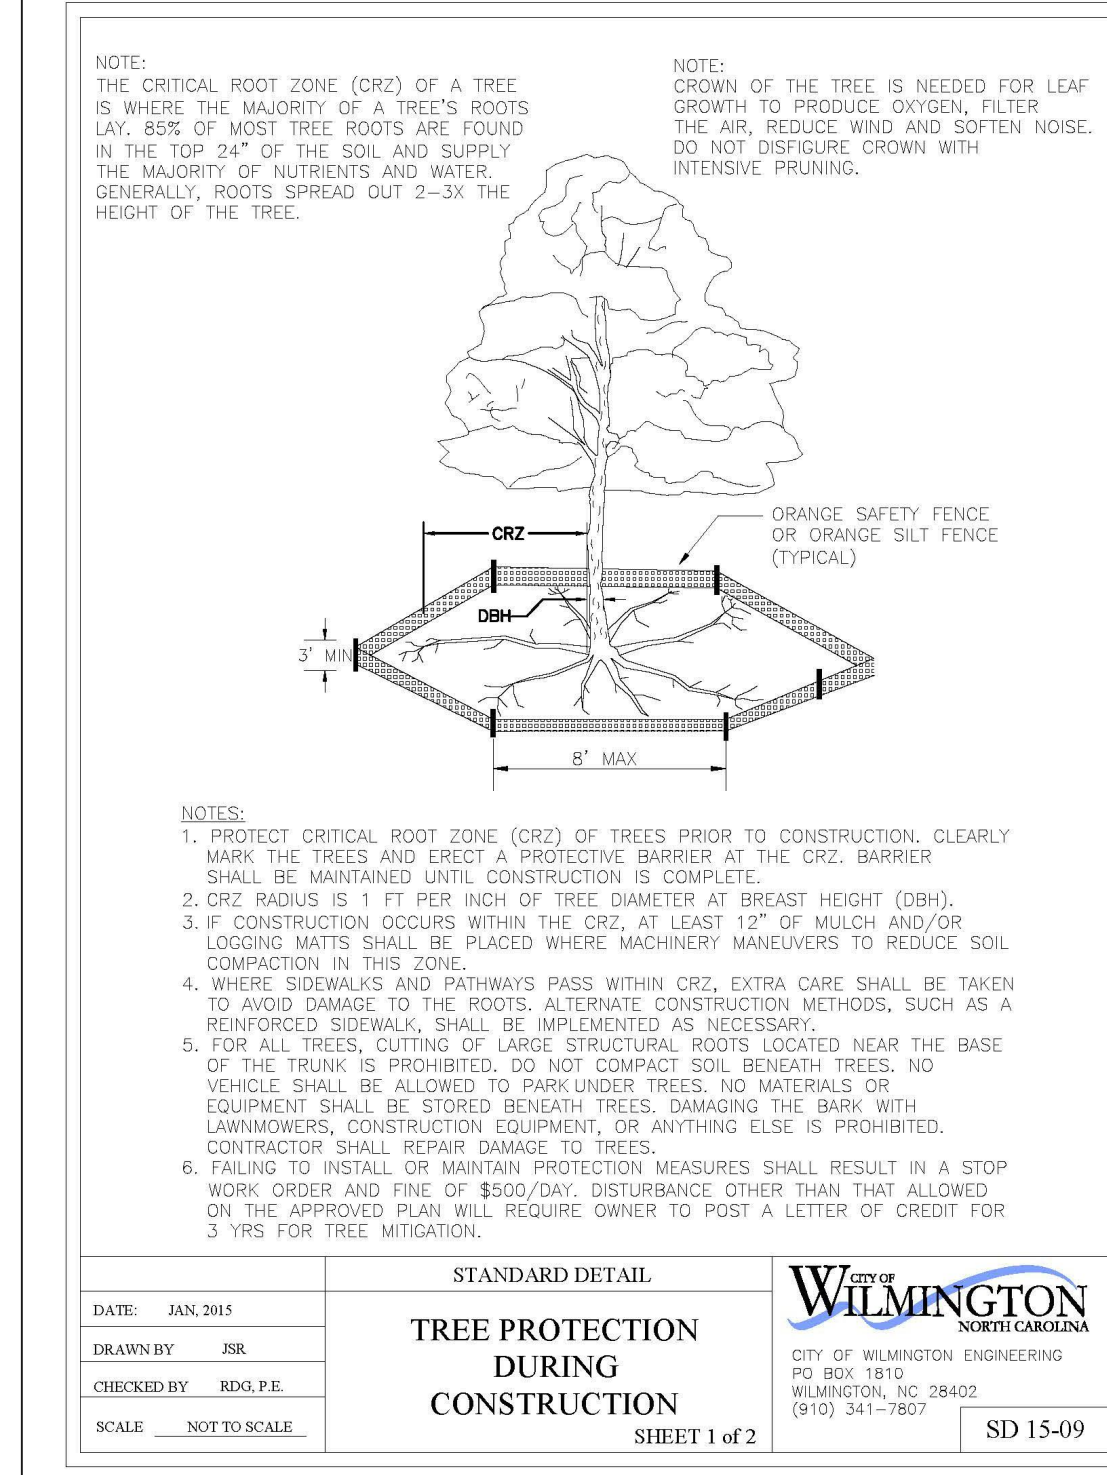 NOTE:
THE CRITICAL ROOT ZONE (CRZ) OF A TREE
IS WHERE THE MAJORITY OF A TREE'S ROOTS
LAY. 85% OF MOST TREE ROOTS ARE FOUND
IN THE TOP 24" OF THE SOIL AND SUPPLY
THE MAJORITY OF NUTRIENTS AND WATER.
GENERALLY, ROOTS SPREAD OUT 2-3X THE
HEIGHT OF THE TREE.
NOTE:
CROWN OF THE TREE IS NEEDED FOR LEAF
GROWTH TO PRODUCE OXYGEN, FILTER
THE AIR, REDUCE WIND AND SOFTEN NOISE.
DO NOT DISFIGURE CROWN WITH
INTENSIVE PRUNING.
ORANGE SAFETY FENCE
OR ORANGE SILT FENCE
(TYPICAL)
CRZ
DBH
3' MIN
8' MAX
NOTES:
1. PROTECT CRITICAL ROOT ZONE (CRZ) OF TREES PRIOR TO CONSTRUCTION. CLEARLY
MARK THE TREES AND ERECT A PROTECTIVE BARRIER AT THE CRZ. BARRIER
SHALL BE MAINTAINED UNTIL CONSTRUCTION IS COMPLETE.
2. CRZ RADIUS IS 1 FT PER INCH OF TREE DIAMETER AT BREAST HEIGHT (DBH).
3. IF CONSTRUCTION OCCURS WITHIN THE CRZ, AT LEAST 12" OF MULCH AND/OR
LOGGING MATTS SHALL BE PLACED WHERE MACHINERY MANEUVERS TO REDUCE SOIL
COMPACTION IN THIS ZONE.
4. WHERE SIDEWALKS AND PATHWAYS PASS WITHIN CRZ, EXTRA CARE SHALL BE TAKEN
TO AVOID DAMAGE TO THE ROOTS. ALTERNATE CONSTRUCTION METHODS, SUCH AS A
REINFORCED SIDEWALK, SHALL BE IMPLEMENTED AS NECESSARY.
5. FOR ALL TREES, CUTTING OF LARGE STRUCTURAL ROOTS LOCATED NEAR THE BASE
OF THE TRUNK IS PROHIBITED. DO NOT COMPACT SOIL BENEATH TREES. NO
VEHICLE SHALL BE ALLOWED TO PARK UNDER TREES. NO MATERIALS OR
EQUIPMENT SHALL BE STORED BENEATH TREES. DAMAGING THE BARK WITH
LAWNMOWERS, CONSTRUCTION EQUIPMENT, OR ANYTHING ELSE IS PROHIBITED.
CONTRACTOR SHALL REPAIR DAMAGE TO TREES.
6. FAILING TO INSTALL OR MAINTAIN PROTECTION MEASURES SHALL RESULT IN A STOP
WORK ORDER AND FINE OF $500/DAY. DISTURBANCE OTHER THAN THAT ALLOWED
ON THE APPROVED PLAN WILL REQUIRE OWNER TO POST A LETTER OF CREDIT FOR
3 YRS FOR TREE MITIGATION.
DATE: JAN, 2015
DRAWN BY JSR
CHECKED BY RDG, P.E.
SCALE NOT TO SCALE
STANDARD DETAIL
TREE PROTECTION
DURING
CONSTRUCTION
SHEET 1 of 2
CITY OF
WILMINGTON
NORTH CAROLINA
CITY OF WILMINGTON ENGINEERING
PO BOX 1810
WILMINGTON, NC 28402
(910) 341-7807
SD 15-09